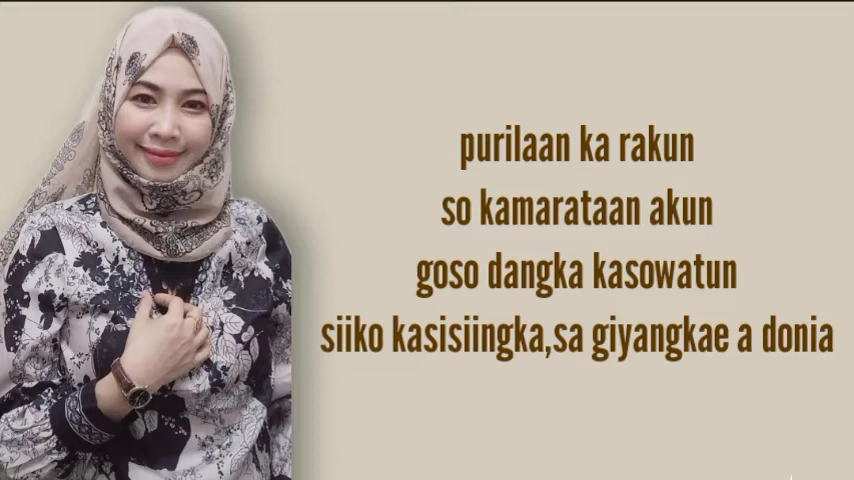 purilaan ka rakun
so kamarataan akun
goso dangka kasowatun
siiko kasisiingka,sa giyangkae a donia